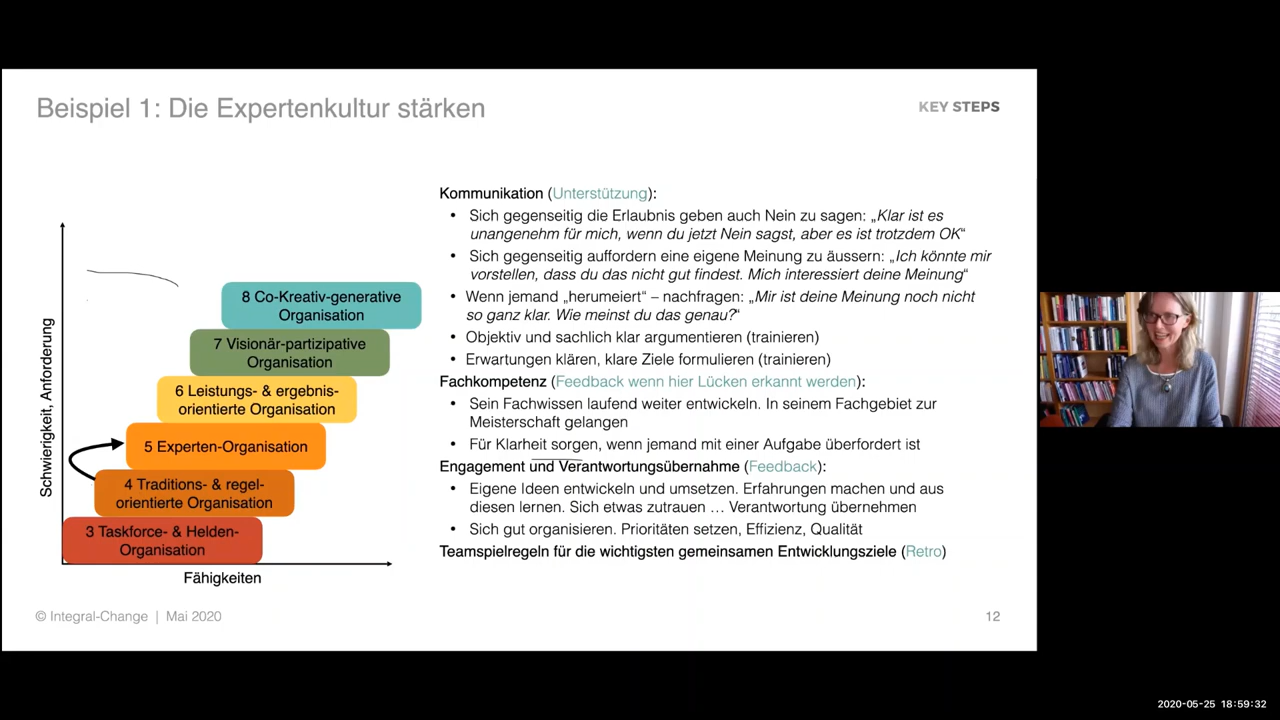 Beispiel 1: Die Expertenkultur stärken
KEY STEPS
Schwierigkeit, Anforderung
8 Co-Kreativ-generative
Organisation
7 Visionär-partizipative
Organisation
6 Leistungs- & ergebnis-
orientierte Organisation
5 Experten-Organisation
4 Traditions- & regel-
orientierte Organisation
3 Taskforce- & Helden-
Organisation
Fähigkeiten
Kommunikation (Unterstützung):
• Sich gegenseitig die Erlaubnis geben auch Nein zu sagen: „Klar ist es
unangenehm für mich, wenn du jetzt Nein sagst, aber es ist trotzdem OK“
• Sich gegenseitig auffordern eine eigene Meinung zu äussern: „Ich könnte mir
vorstellen, dass du das nicht gut findest. Mich interessiert deine Meinung“
• Wenn jemand „herumeiert“ – nachfragen: „Mir ist deine Meinung noch nicht
so ganz klar. Wie meinst du das genau?“
• Objektiv und sachlich klar argumentieren (trainieren)
• Erwartungen klären, klare Ziele formulieren (trainieren)
Fachkompetenz (Feedback wenn hier Lücken erkannt werden):
• Sein Fachwissen laufend weiter entwickeln. In seinem Fachgebiet zur
Meisterschaft gelangen
• Für Klarheit sorgen, wenn jemand mit einer Aufgabe überfordert ist
Engagement und Verantwortungsübernahme (Feedback):
• Eigene Ideen entwickeln und umsetzen. Erfahrungen machen und aus
diesen lernen. Sich etwas zutrauen … Verantwortung übernehmen
• Sich gut organisieren. Prioritäten setzen, Effizienz, Qualität
Teamspielregeln für die wichtigsten gemeinsamen Entwicklungsziele (Retro)
© Integral-Change | Mai 2020
12
2020-05-25 18:59:32